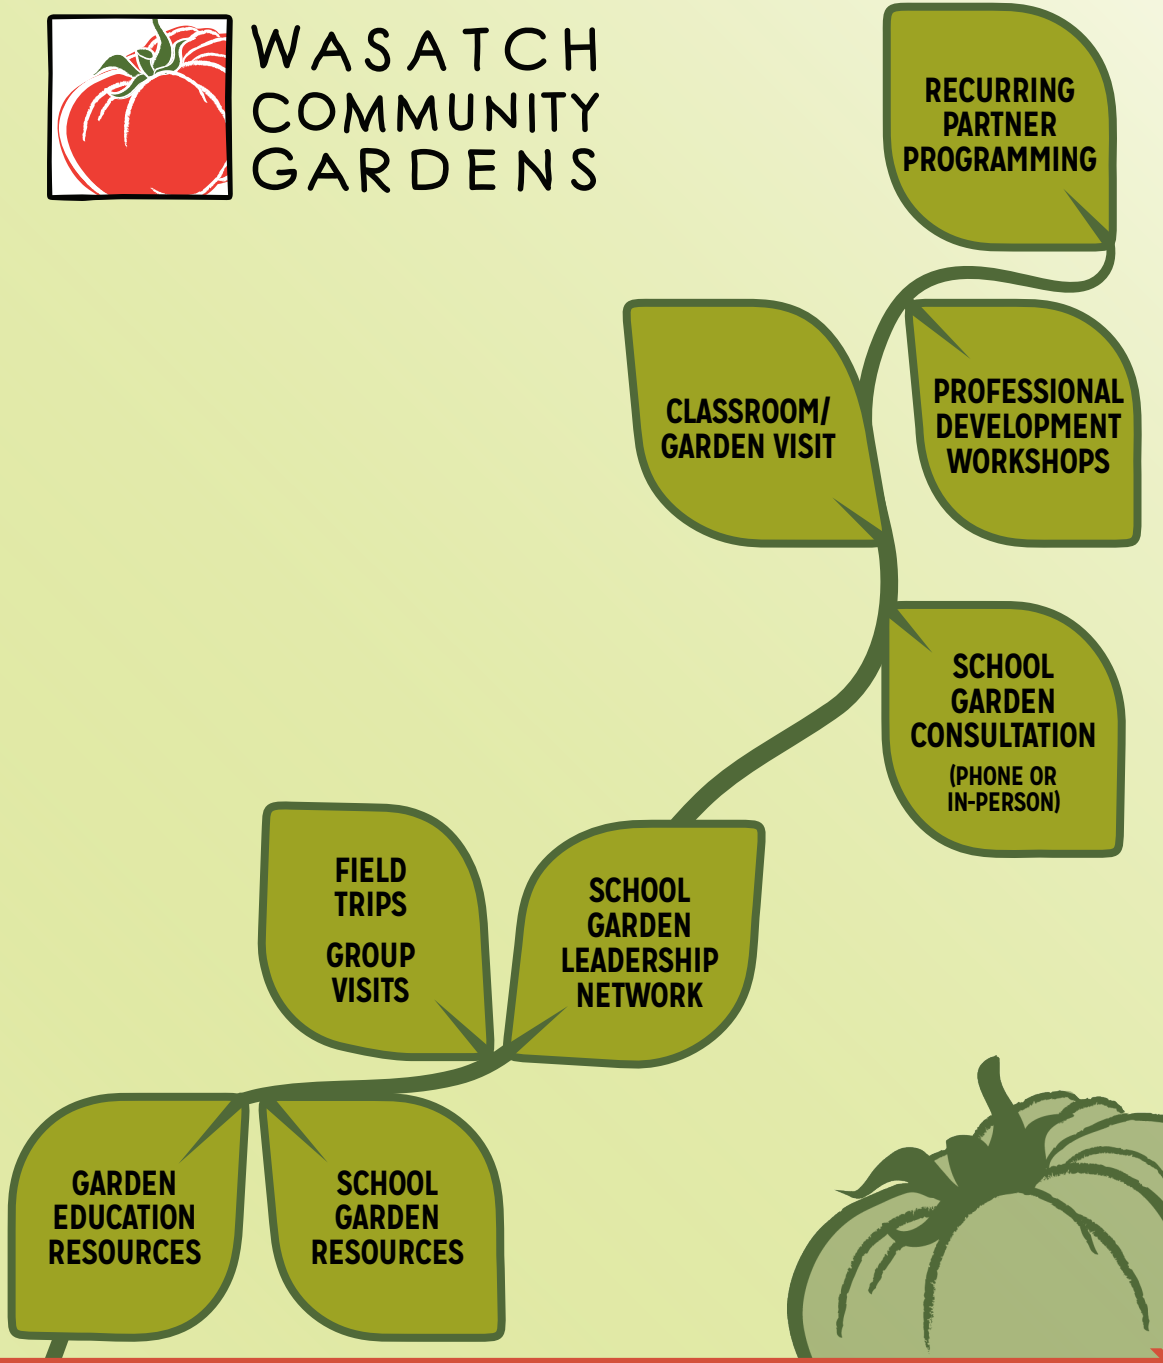 WASATCH
COMMUNITY
GARDENS
RECURRING
PARTNER
PROGRAMMING
CLASSROOM/
GARDEN VISIT
PROFESSIONAL
DEVELOPMENT
WORKSHOPS
SCHOOL
GARDEN
CONSULTATION
(PHONE OR
IN-PERSON)
FIELD
TRIPS
GROUP
VISITS
SCHOOL
GARDEN
LEADERSHIP
NETWORK
GARDEN
EDUCATION
RESOURCES
SCHOOL
GARDEN
RESOURCES